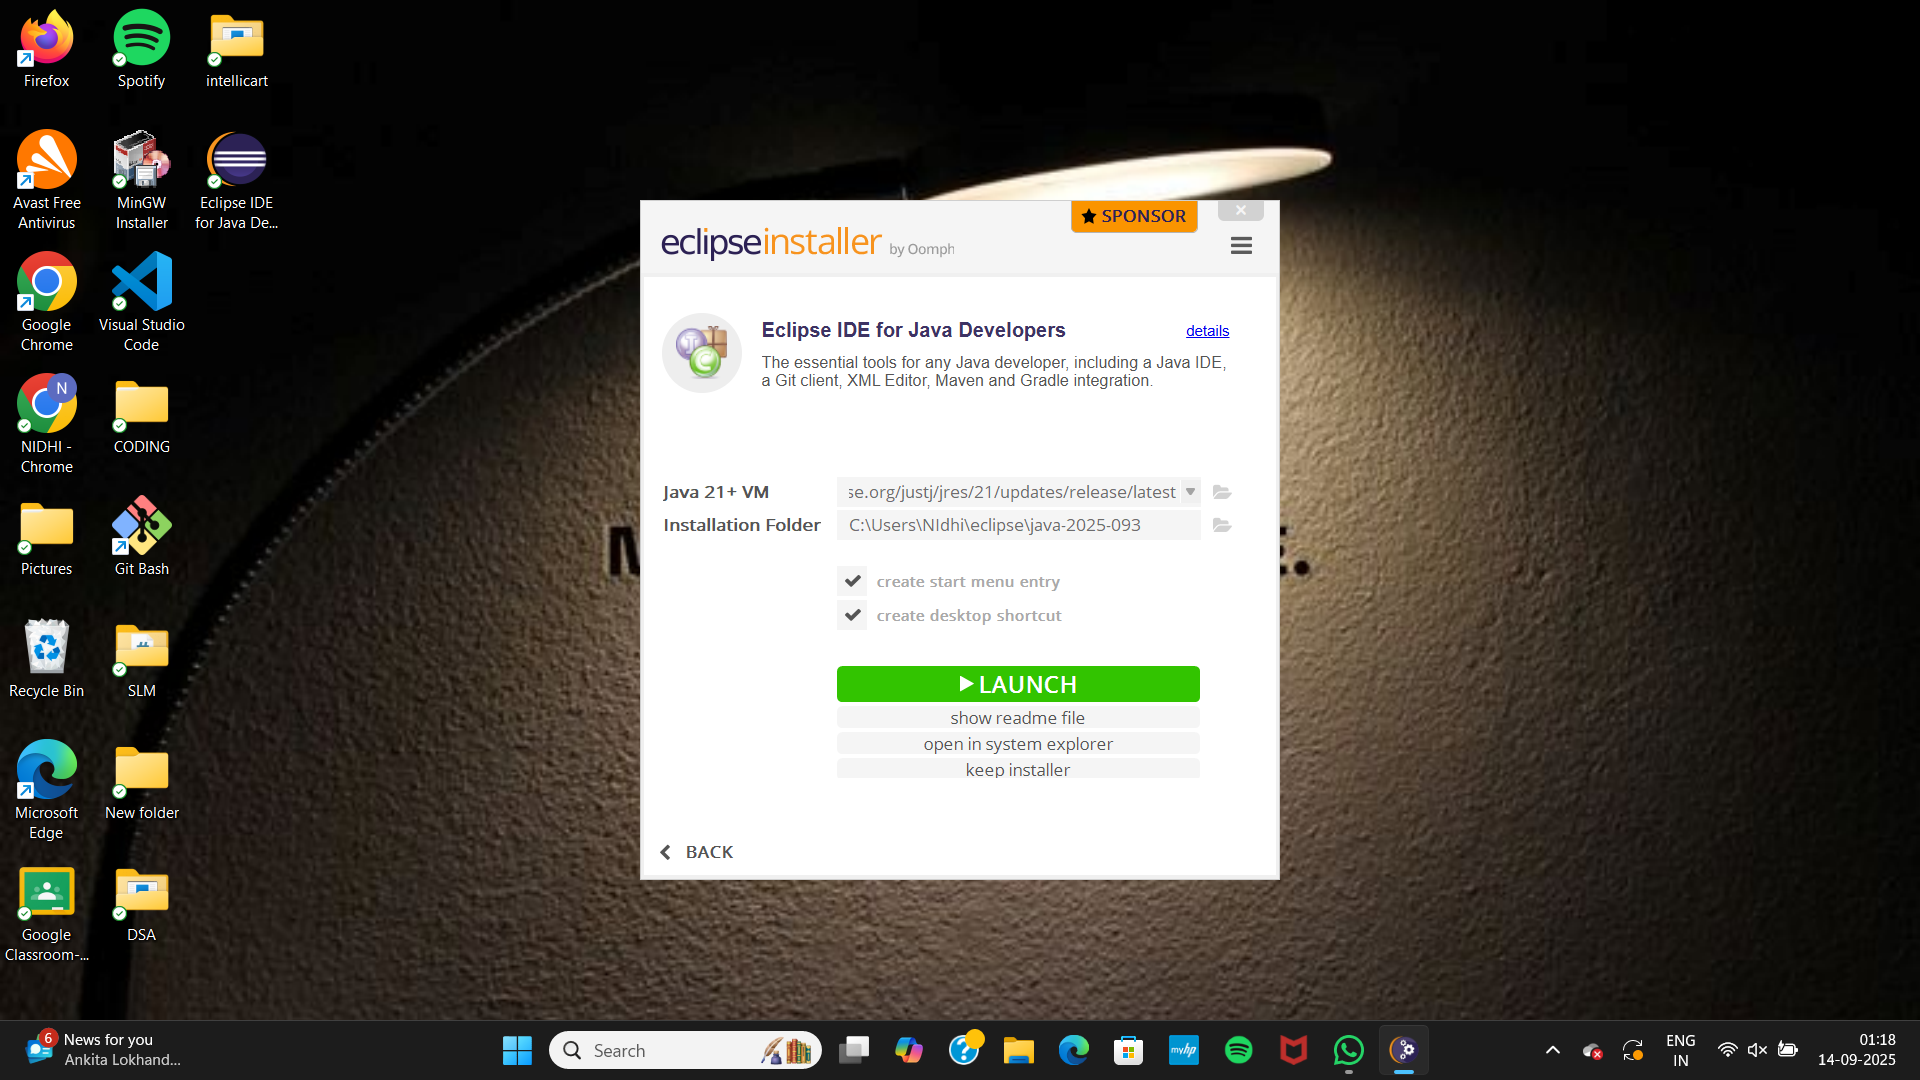 Firefox
Spotify
intellicart
Avast Free
Antivirus
MinGW
Installer
Eclipse IDE
for Java De...
Google
Chrome
Visual Studio
Code
N
NIDHI -
Chrome
CODING
Pictures
Git Bash
Recycle Bin
SLM
Microsoft
Edge
New folder
Google
Classroom-...
DSA
SPONSOR
eclipseinstaller by Oomph
Eclipse IDE for Java Developers
details
The essential tools for any Java developer, including a Java IDE,
a Git client, XML Editor, Maven and Gradle integration.
Java 21+ VM
se.org/justj/jres/21/updates/release/latest
Installation Folder
C:\Users\NIdhi\eclipse\java-2025-093
create start menu entry
create desktop shortcut
LAUNCH
show readme file
open in system explorer
keep installer
BACK
6
News for you
Ankita Lokhand...
Search
myhp
ENG
IN
01:18
14-09-2025